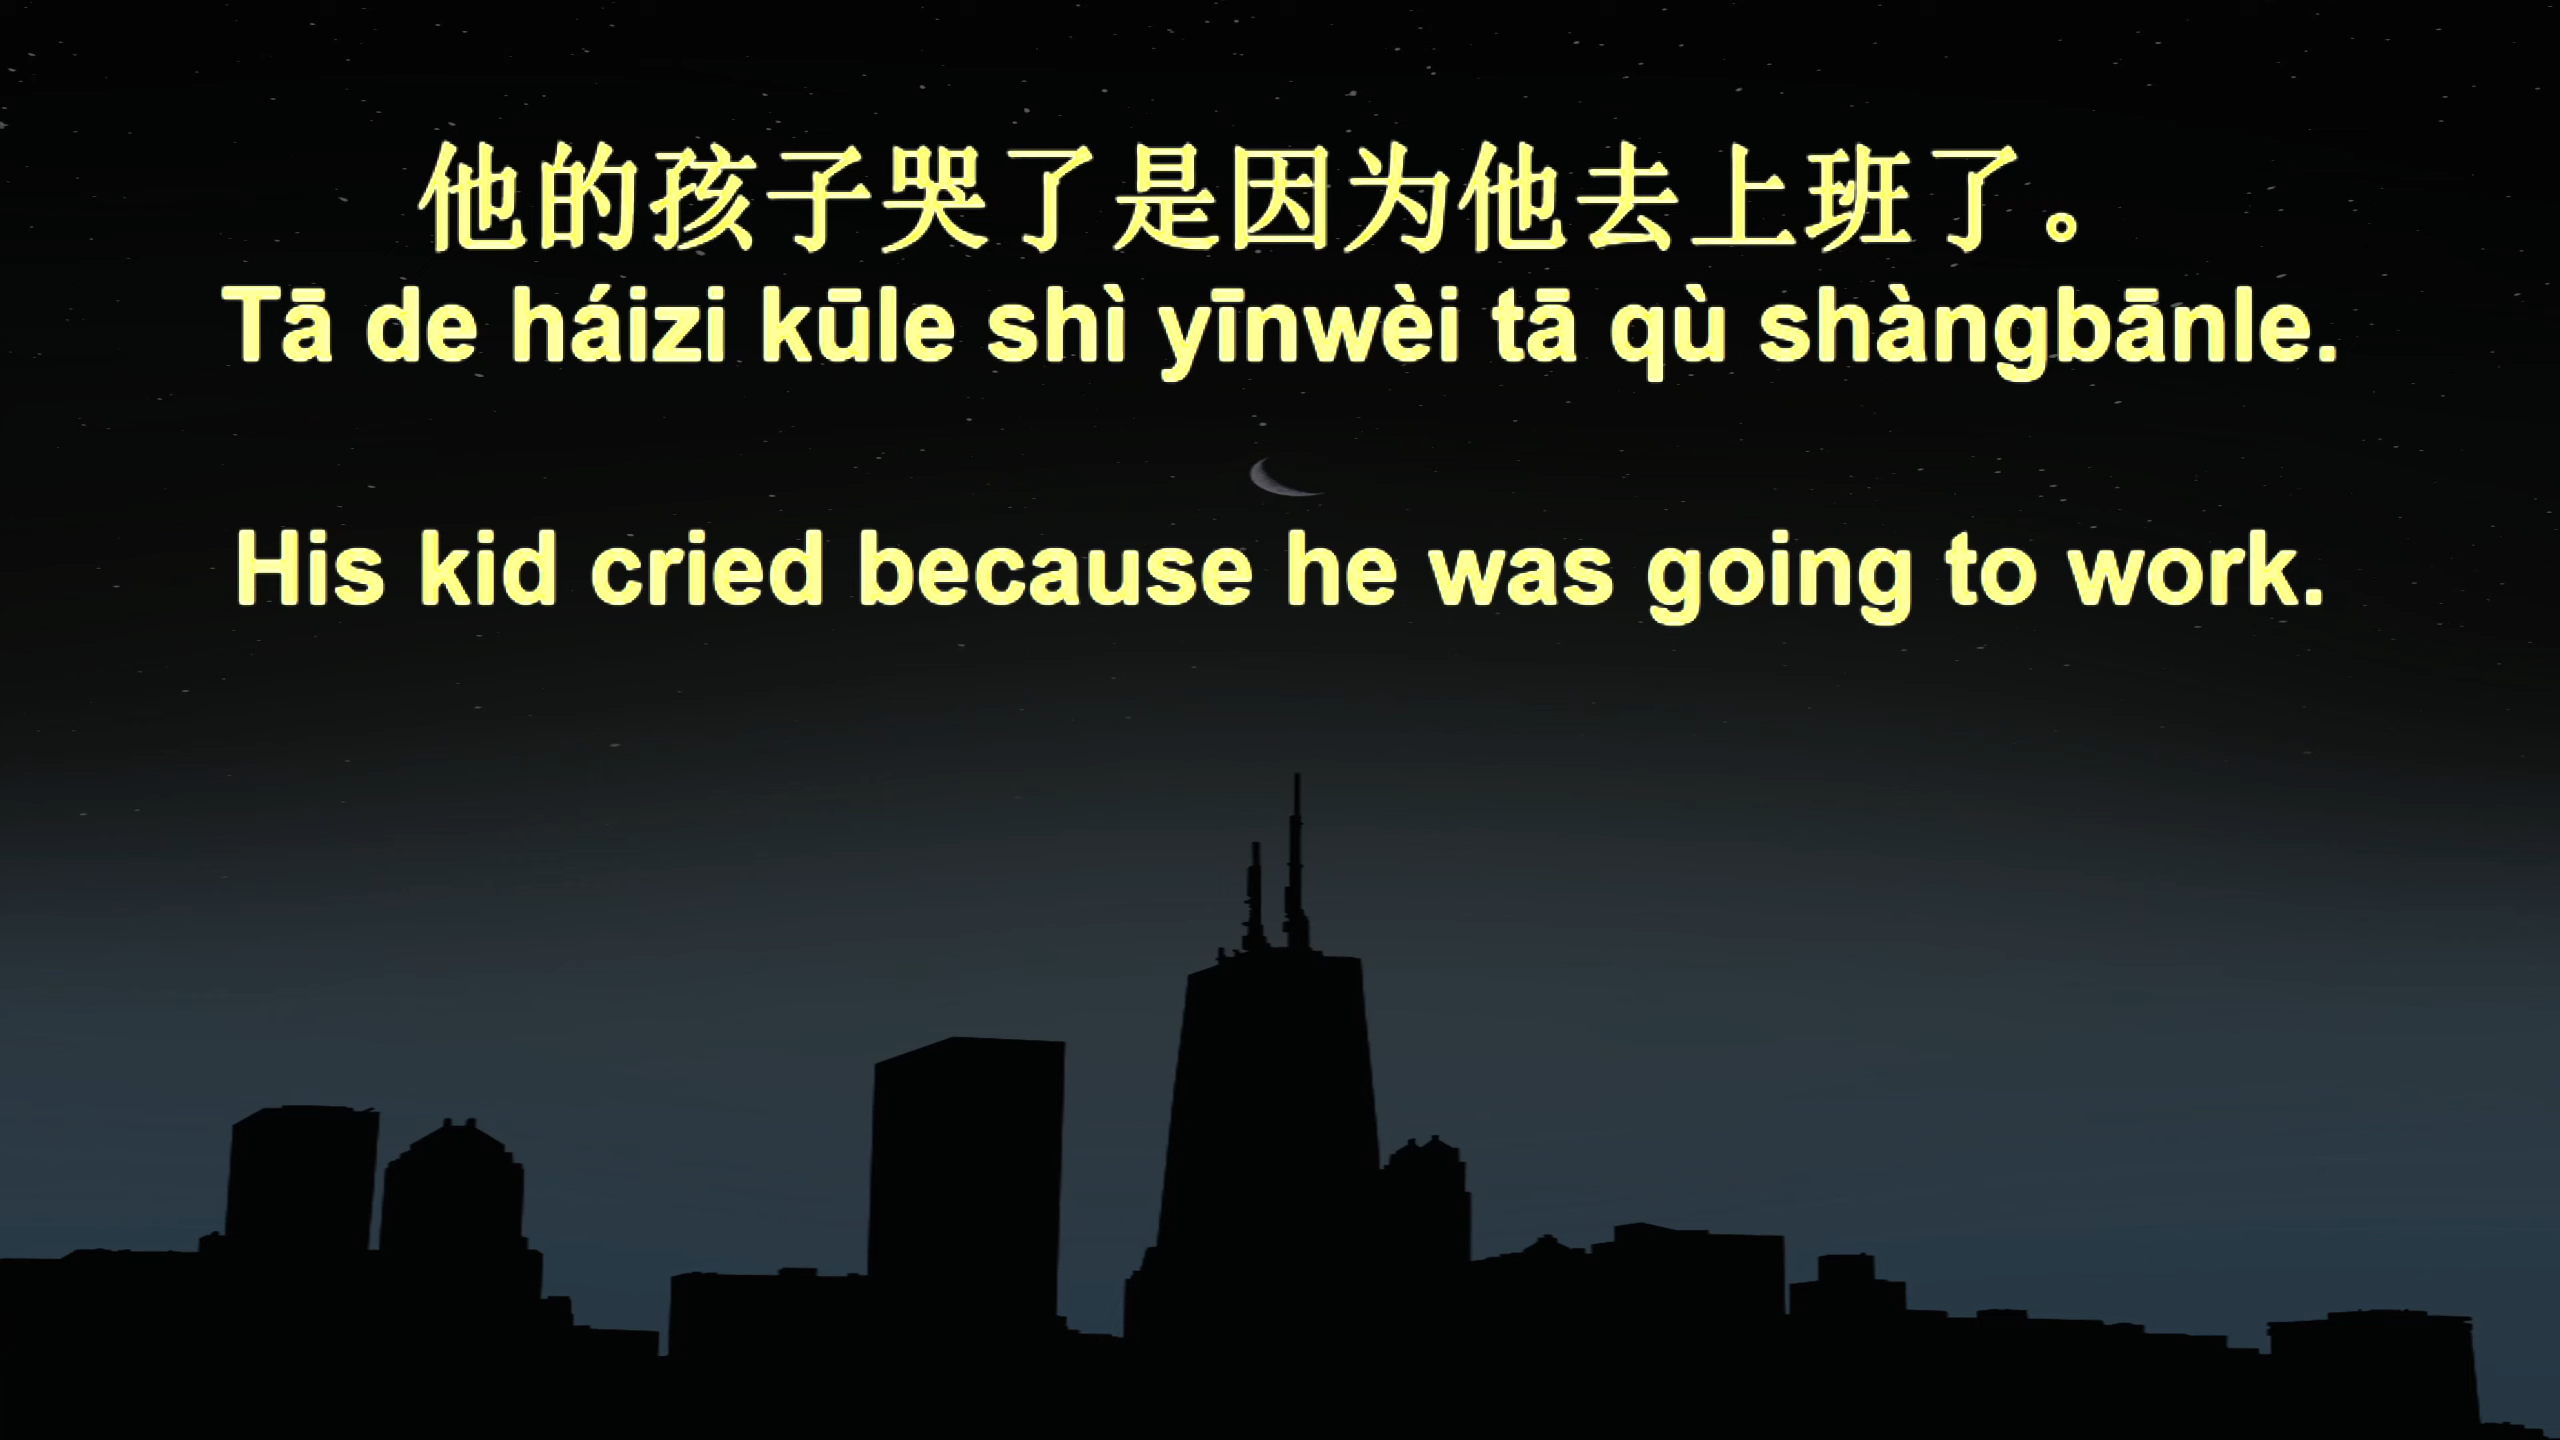 他的孩子哭了是因为他去上班了。
Tā de háizi kūle shì yīnwèi tā qù shàngbānle.
His kid cried because he was going to work.